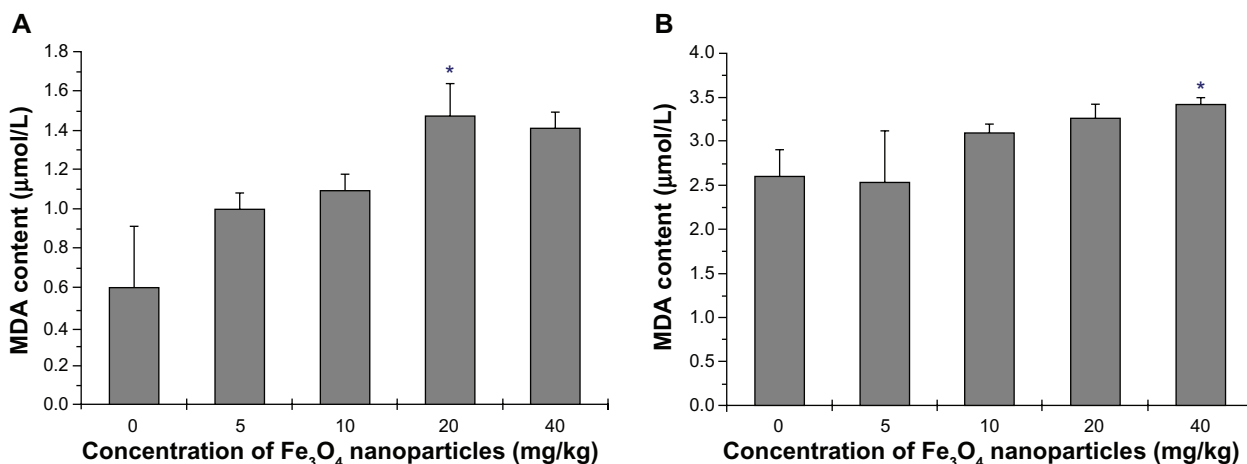 A
MDA content (μmol/L)
1.8
1.6
1.4
1.2
1.0
0.8
0.6
0.4
0.2
0.0
*
0 5 10 20 40
Concentration of Fe₃O₄ nanoparticles (mg/kg)
B
MDA content (μmol/L)
4.0
3.5
3.0
2.5
2.0
1.5
1.0
0.5
0.0
*
0 5 10 20 40
Concentration of Fe₃O₄ nanoparticles (mg/kg)